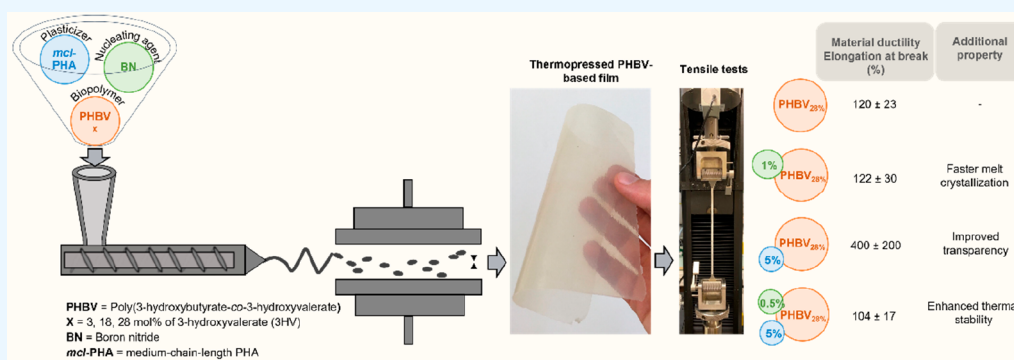 Plasticizer
mcl-
PHA
Nucleating agent
BN
Biopolymer
PHBV
x
PHBV = Poly(3-hydroxybutyrate-co-3-hydroxyvalerate)
X = 3, 18, 28 mol% of 3-hydroxyvalerate (3HV)
BN = Boron nitride
mcl-PHA = medium-chain-length PHA
Thermopressed PHBV-
based film
Tensile tests
Material ductility
Elongation at break
(%)
Additional
property
PHBV28%
120 ± 23
-
1%
PHBV28%
122 ± 30
Faster melt
crystallization
PHBV28%
5%
400 ± 200
Improved
transparency
0.5%
PHBV28%
5%
104 ± 17
Enhanced thermal
stability